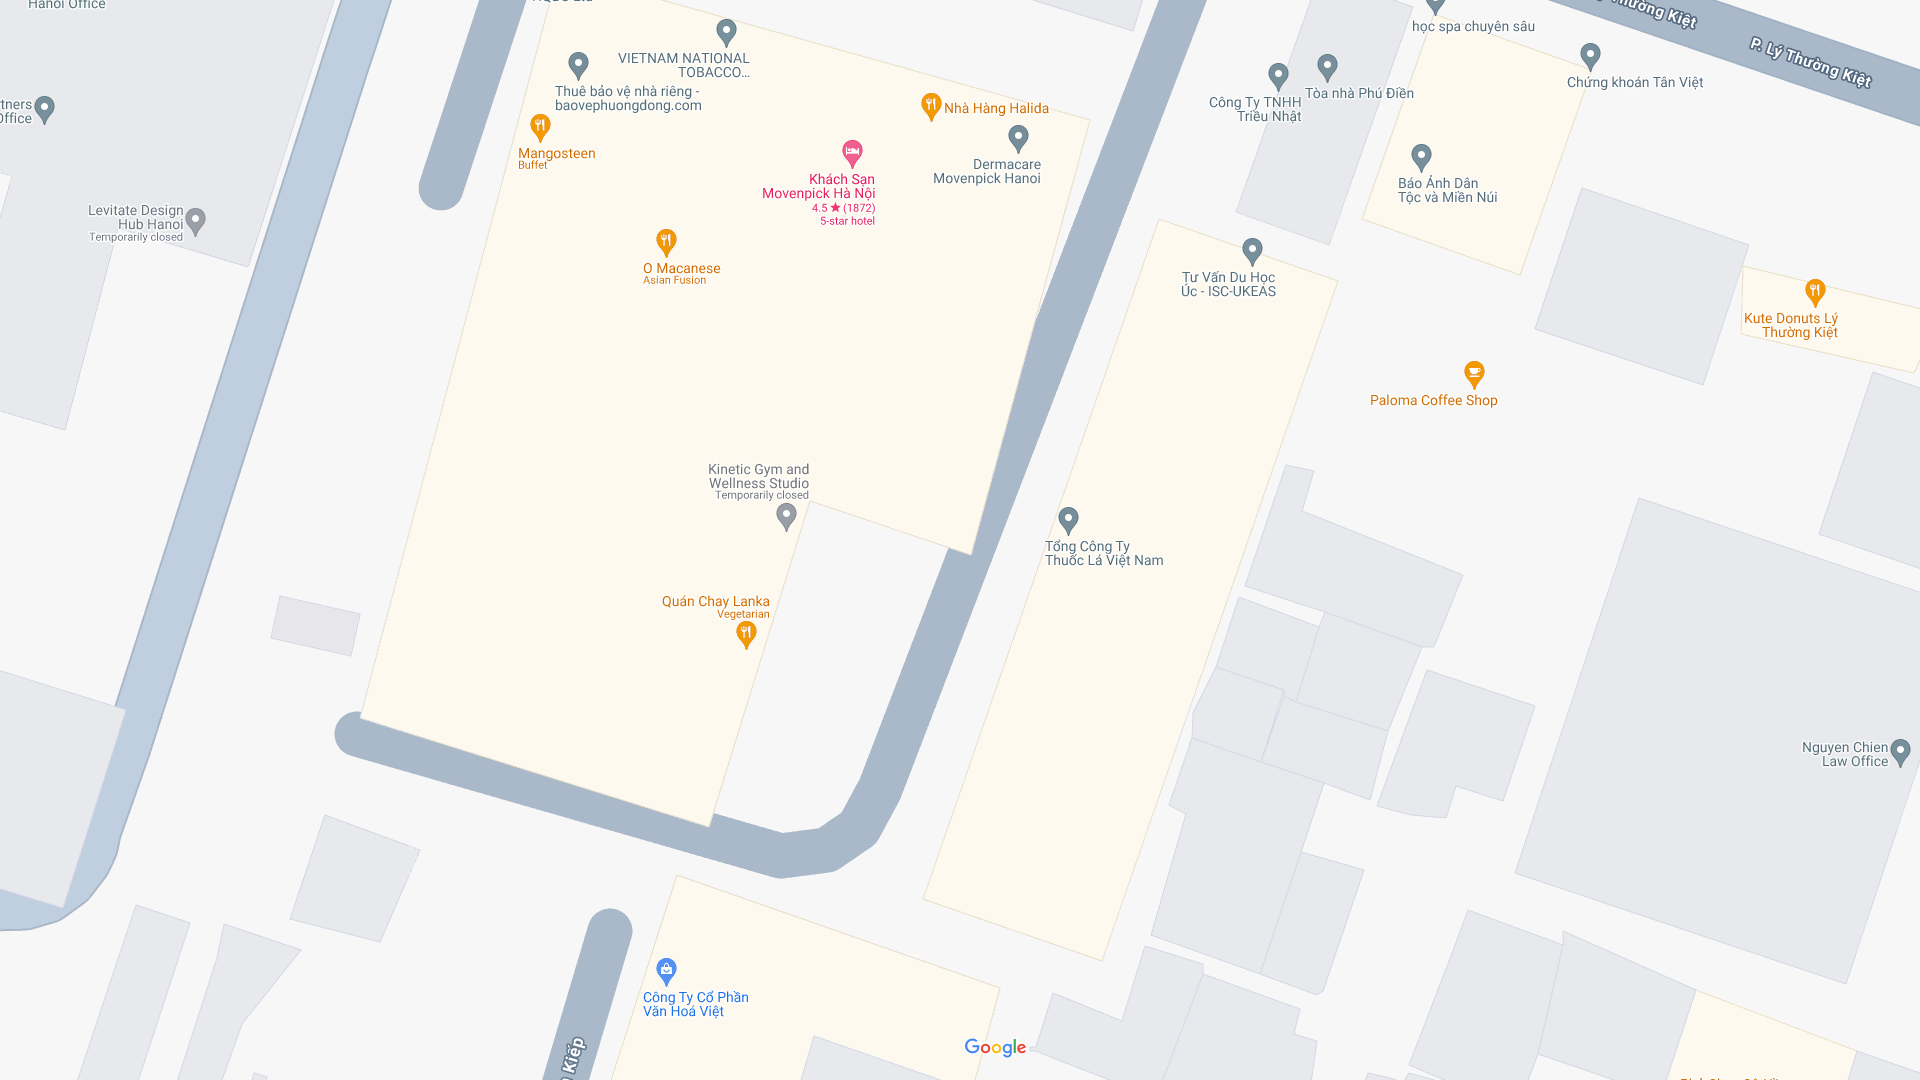 Hanoi Office
P. Lý Thường Kiệt
học spa chuyên sâu
VIETNAM NATIONAL
TOBACCO...
Thuê bảo vệ nhà riêng -
baovephuongdong.com
Chứng khoán Tân Việt
Công Ty TNHH
Triều Nhật
Tòa nhà Phú Điền
tners
Office
Nhà Hàng Halida
Mangosteen
Buffet
Dermacare
Movenpick Hanoi
Khách Sạn
Movenpick Hà Nội
4.5 ★ (1872)
5-star hotel
Báo Ảnh Dân
Tộc và Miền Núi
Levitate Design
Hub Hanoi
Temporarily closed
O Macanese
Asian Fusion
Tư Vấn Du Học
Úc - ISC-UKEAS
Kute Donuts Lý
Thường Kiệt
Paloma Coffee Shop
Kinetic Gym and
Wellness Studio
Temporarily closed
Tổng Công Ty
Thuốc Lá Việt Nam
Quán Chay Lanka
Vegetarian
Nguyen Chien
Law Office
Công Ty Cổ Phần
Văn Hoá Việt
Kiếp
Google